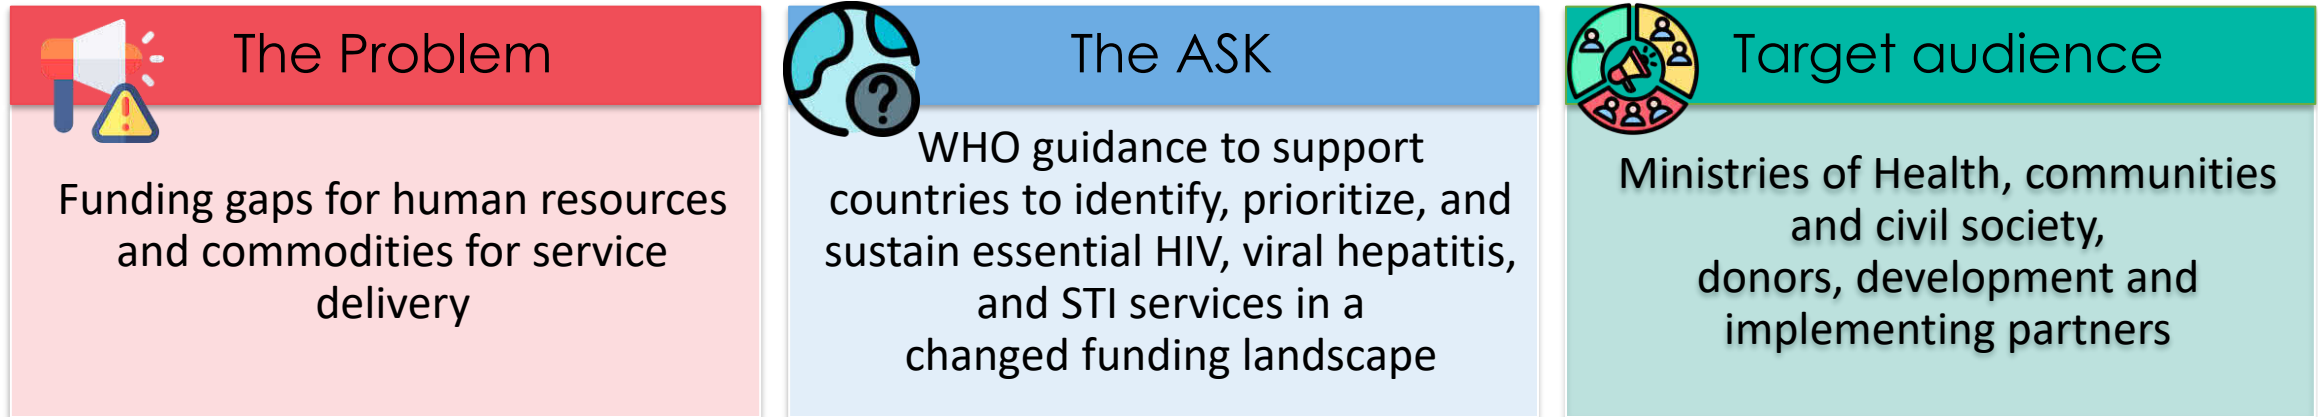 The Problem
Funding gaps for human resources
and commodities for service
delivery
The ASK
?
WHO guidance to support
countries to identify, prioritize, and
sustain essential HIV, viral hepatitis,
and STI services in a
changed funding landscape
Target audience
Ministries of Health, communities
and civil society,
donors, development and
implementing partners